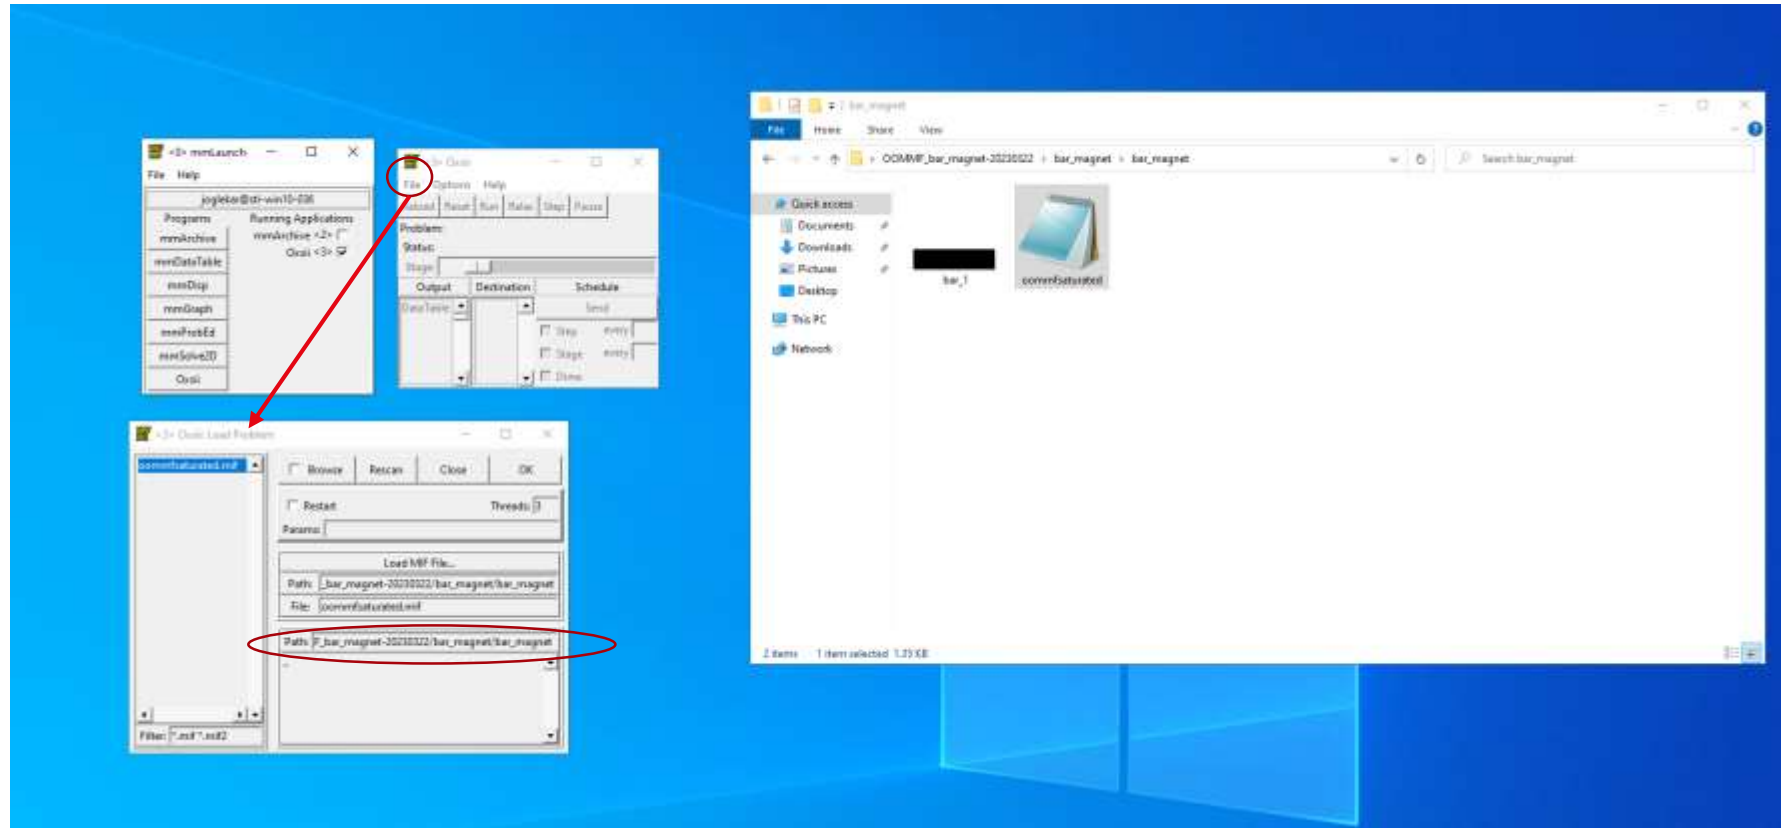 <3> mmLaunch
File Help
joglekar@sti-win10-036
Programs
Running Applications
mmArchive
mmArchive <2>
Oxsii <3>
mmDataTable
mmDisp
mmGraph
mmProbEd
mmSolve2D
Oxsii
<3> Oxsii
File Options Help
Reload Reset Run Relax Step Pause
Problem:
Status:
Stage:
Output Destination Schedule
DataTable
Send
Step every
Stage every
Done
<3> Oxsii: Load Problem
oommfsaturated.mif
Browse Rescan Close OK
Restart Threads: 3
Params:
Load MIF File...
Path: _bar_magnet-20230322/bar_magnet/bar_magnet
File: oommfsaturated.mif
Path: F_bar_magnet-20230322/bar_magnet/bar_magnet
..
Filter: *.mif *.mif2
bar_magnet
File Home Share View
OOMMF_bar_magnet-20230322 › bar_magnet › bar_magnet
Search bar_magnet
Quick access
Documents
Downloads
Pictures
Desktop
This PC
Network
bar_1
oommfsaturated
2 items 1 item selected 1.23 KB